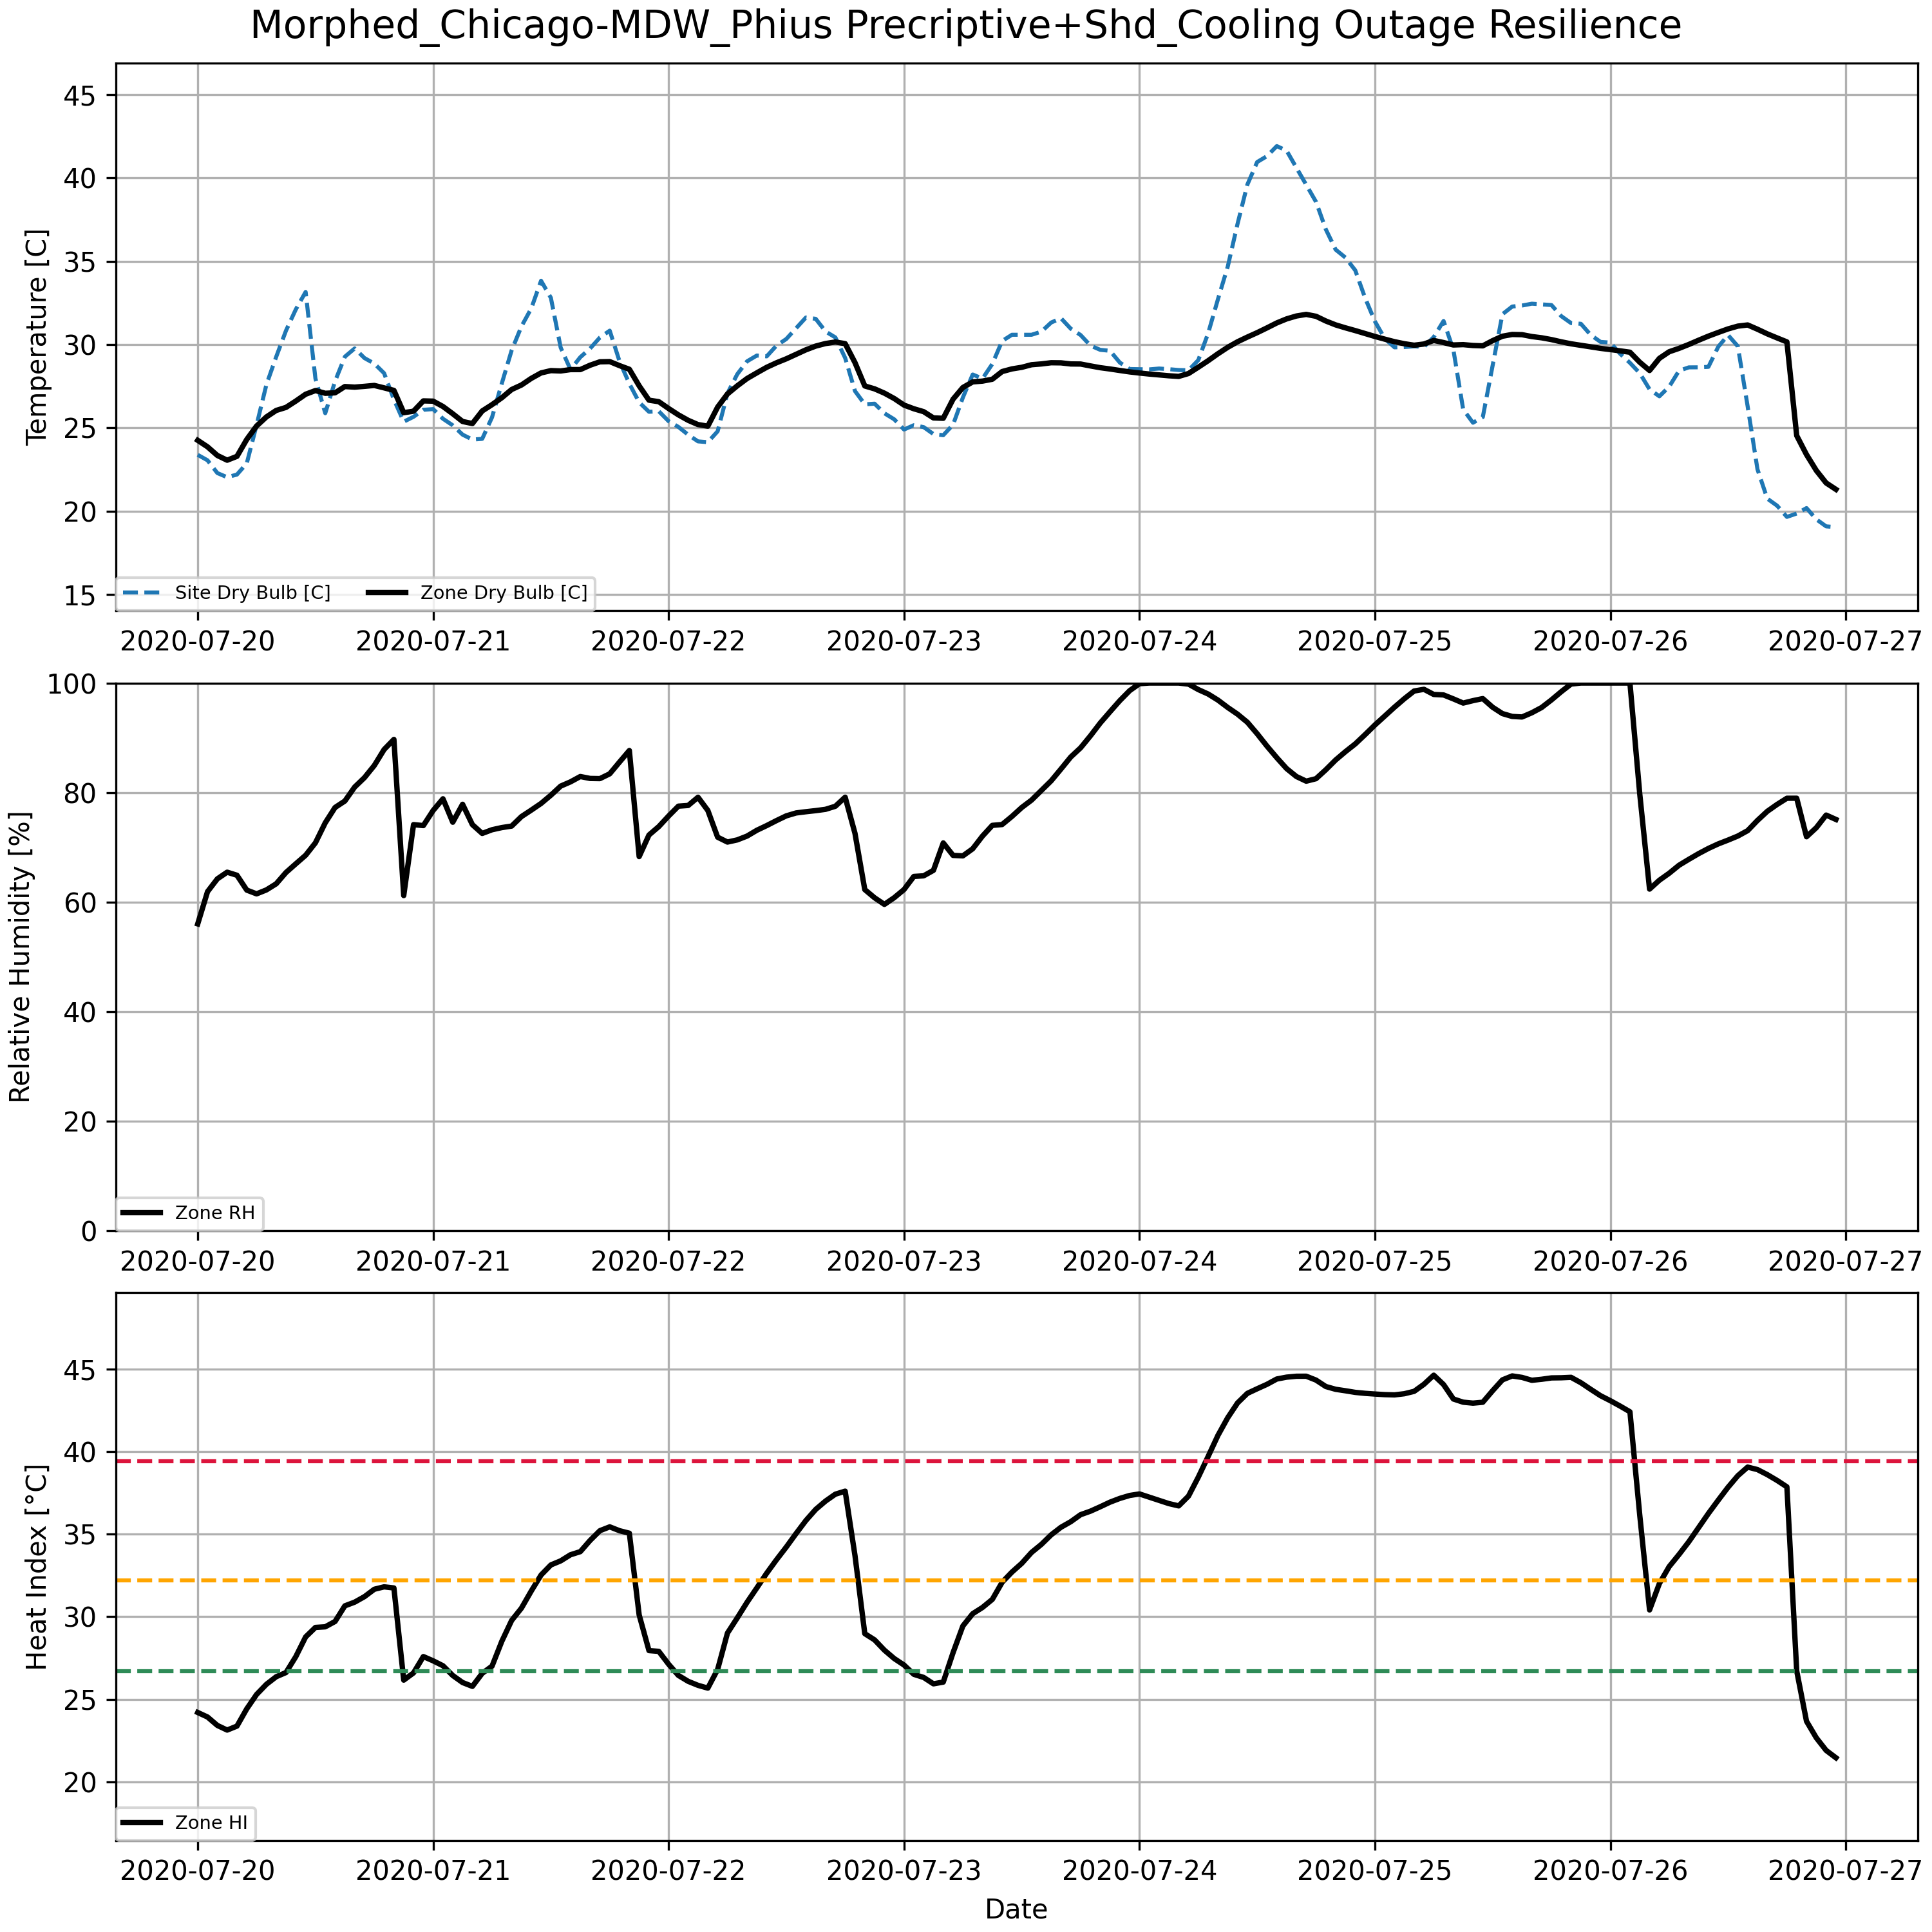 Morphed_Chicago-MDW_Phius Precriptive+Shd_Cooling Outage Resilience
45
40
35
30
25
20
15
Temperature [C]
Site Dry Bulb [C] Zone Dry Bulb [C]
2020-07-20 2020-07-21 2020-07-22 2020-07-23 2020-07-24 2020-07-25 2020-07-26 2020-07-27
100
80
60
40
20
0
Relative Humidity [%]
Zone RH
2020-07-20 2020-07-21 2020-07-22 2020-07-23 2020-07-24 2020-07-25 2020-07-26 2020-07-27
45
40
35
30
25
20
Heat Index [°C]
Zone HI
2020-07-20 2020-07-21 2020-07-22 2020-07-23 2020-07-24 2020-07-25 2020-07-26 2020-07-27
Date